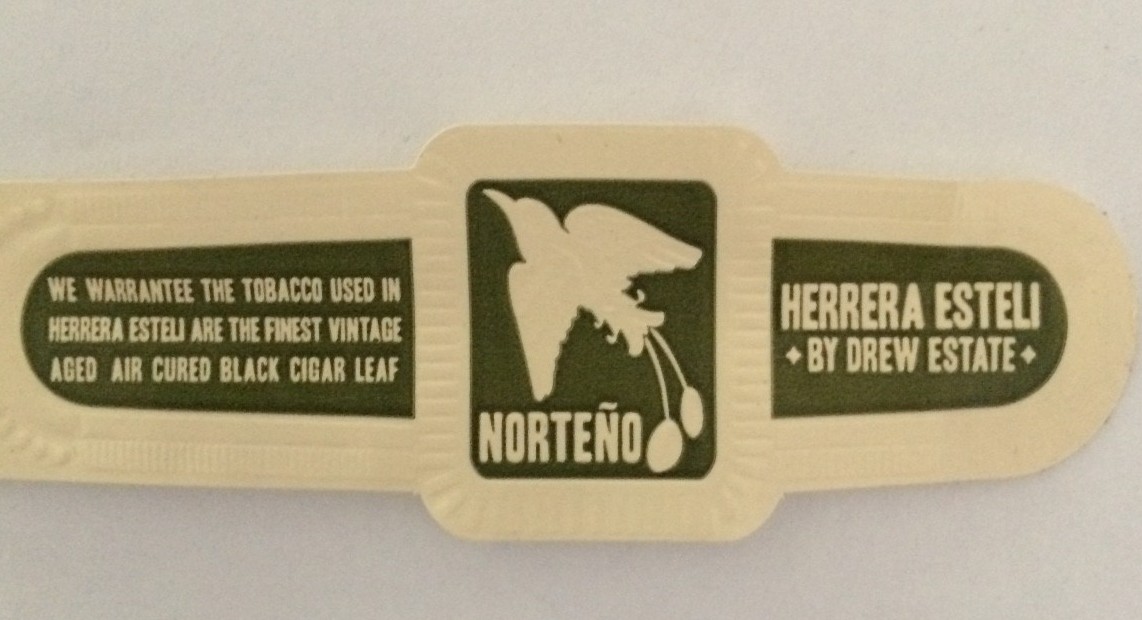 WE WARRANTEE THE TOBACCO USED IN
HERRERA ESTELI ARE THE FINEST VINTAGE
AGED AIR CURED BLACK CIGAR LEAF
NORTEÑO
HERRERA ESTELI
BY DREW ESTATE